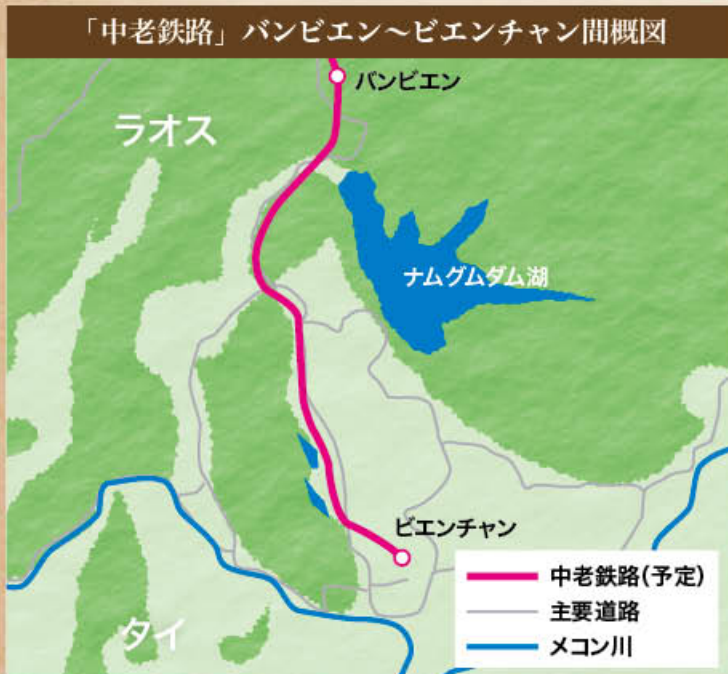 「中老鉄路」バンビエン~ビエンチャン間概図
バンビエン
ラオス
ナムグムダム湖
ビエンチャン
中老鉄路(予定)
主要道路
メコン川
タイ